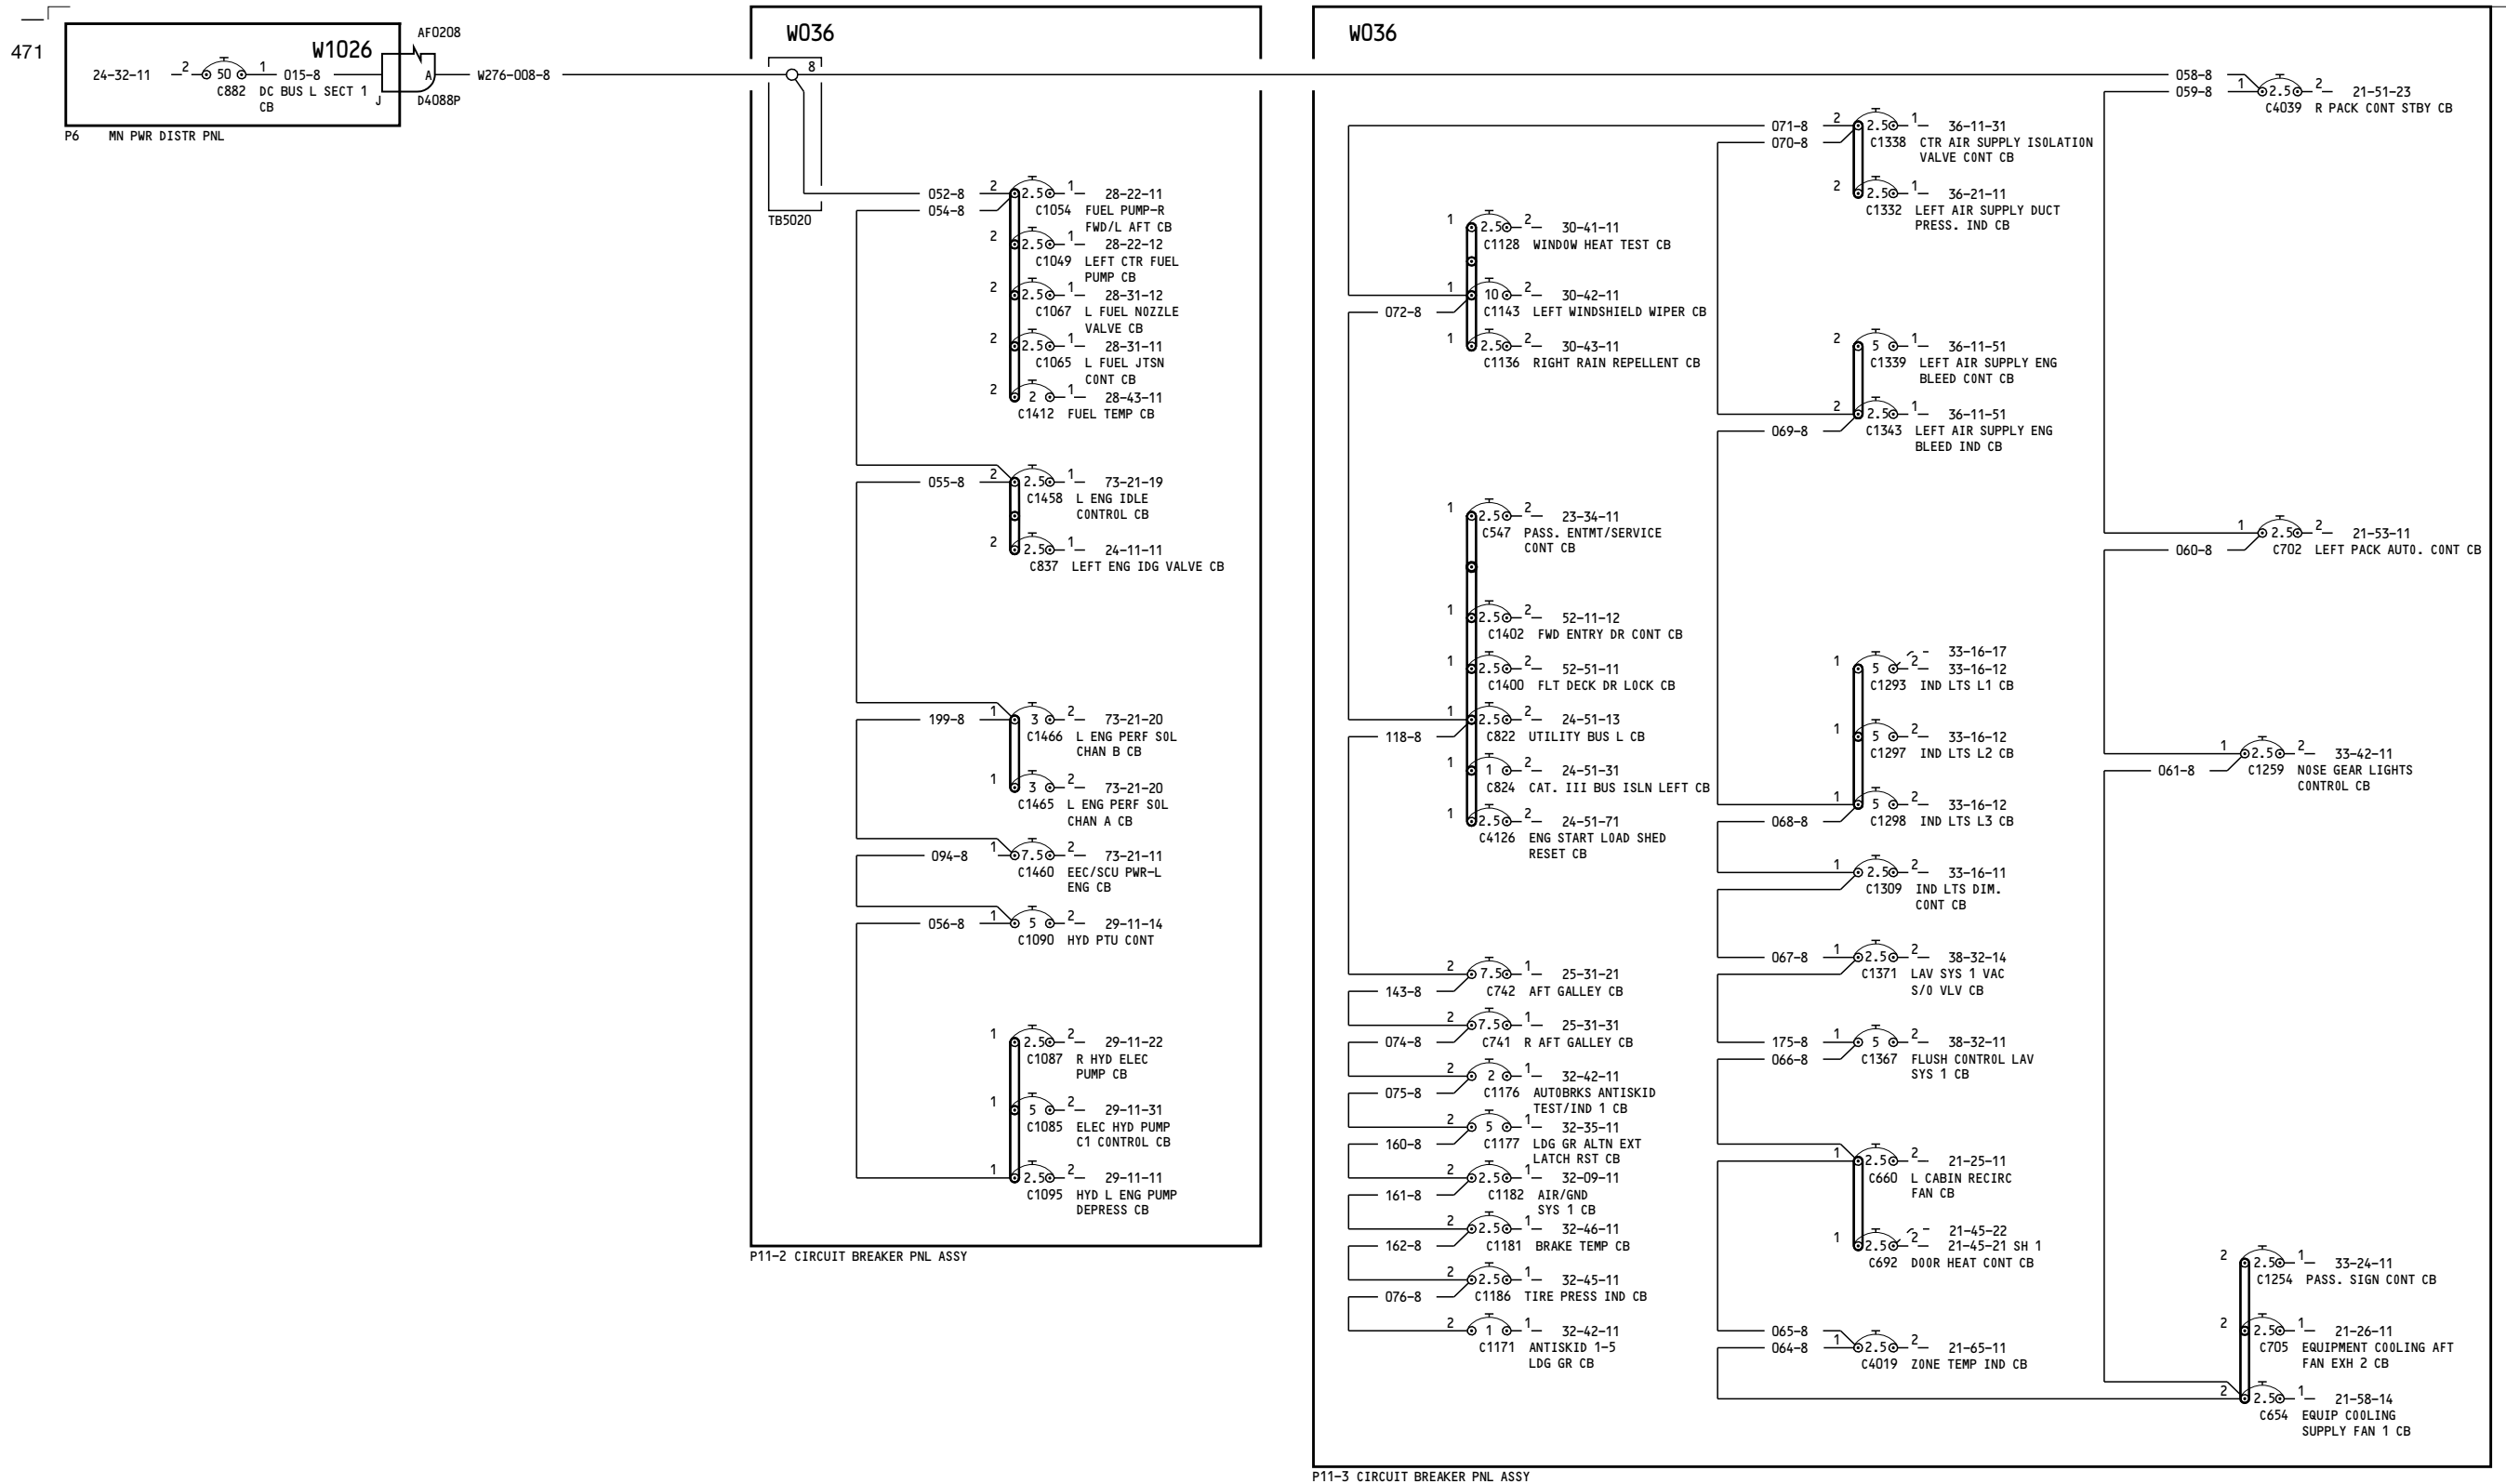 471
W1026
AF0208
24-32-11 2 50 1 015-8
C882 DC BUS L SECT 1
CB
J
A
D4088P
W276-008-8
P6 MN PWR DISTR PNL
W036
8
TB5020
052-8 2 2.5 1 28-22-11
054-8 C1054 FUEL PUMP-R
FWD/L AFT CB
2 2.5 1 28-22-12
C1049 LEFT CTR FUEL
PUMP CB
2 2.5 1 28-31-12
C1067 L FUEL NOZZLE
VALVE CB
2 2.5 1 28-31-11
C1065 L FUEL JTSN
CONT CB
2 2 1 28-43-11
C1412 FUEL TEMP CB
055-8 2 2.5 1 73-21-19
C1458 L ENG IDLE
CONTROL CB
2 2.5 1 24-11-11
C837 LEFT ENG IDG VALVE CB
199-8 1 3 2 73-21-20
C1466 L ENG PERF SOL
CHAN B CB
1 3 2 73-21-20
C1465 L ENG PERF SOL
CHAN A CB
094-8 1 7.5 2 73-21-11
C1460 EEC/SCU PWR-L
ENG CB
056-8 1 5 2 29-11-14
C1090 HYD PTU CONT
1 2.5 2 29-11-22
C1087 R HYD ELEC
PUMP CB
1 5 2 29-11-31
C1085 ELEC HYD PUMP
C1 CONTROL CB
1 2.5 2 29-11-11
C1095 HYD L ENG PUMP
DEPRESS CB
P11-2 CIRCUIT BREAKER PNL ASSY
W036
1 2.5 2 30-41-11
C1128 WINDOW HEAT TEST CB
1 10 2 30-42-11
072-8 C1143 LEFT WINDSHIELD WIPER CB
1 2.5 2 30-43-11
C1136 RIGHT RAIN REPELLENT CB
1 2.5 2 23-34-11
C547 PASS. ENTMT/SERVICE
CONT CB
1 2.5 2 52-11-12
C1402 FWD ENTRY DR CONT CB
1 2.5 2 52-51-11
C1400 FLT DECK DR LOCK CB
1 2.5 2 24-51-13
118-8 C822 UTILITY BUS L CB
1 1 2 24-51-31
C824 CAT. III BUS ISLN LEFT CB
1 2.5 2 24-51-71
C4126 ENG START LOAD SHED
RESET CB
2 7.5 1 25-31-21
143-8 C742 AFT GALLEY CB
2 7.5 1 25-31-31
074-8 C741 R AFT GALLEY CB
2 2 1 32-42-11
075-8 C1176 AUTOBRKS ANTISKID
TEST/IND 1 CB
2 5 1 32-35-11
160-8 C1177 LDG GR ALTN EXT
LATCH RST CB
2 2.5 1 32-09-11
161-8 C1182 AIR/GND
SYS 1 CB
2 2.5 1 32-46-11
162-8 C1181 BRAKE TEMP CB
2 2.5 1 32-45-11
076-8 C1186 TIRE PRESS IND CB
2 1 1 32-42-11
C1171 ANTISKID 1-5
LDG GR CB
071-8 2 2.5 1 36-11-31
070-8 C1338 CTR AIR SUPPLY ISOLATION
VALVE CONT CB
2 2.5 1 36-21-11
C1332 LEFT AIR SUPPLY DUCT
PRESS. IND CB
2 5 1 36-11-51
C1339 LEFT AIR SUPPLY ENG
BLEED CONT CB
2 2.5 1 36-11-51
069-8 C1343 LEFT AIR SUPPLY ENG
BLEED IND CB
33-16-17
1 5 2 33-16-12
C1293 IND LTS L1 CB
1 5 2 33-16-12
C1297 IND LTS L2 CB
1 5 2 33-16-12
068-8 C1298 IND LTS L3 CB
1 2.5 2 33-16-11
C1309 IND LTS DIM.
CONT CB
067-8 1 2.5 2 38-32-14
C1371 LAV SYS 1 VAC
S/O VLV CB
175-8 1 5 2 38-32-11
066-8 C1367 FLUSH CONTROL LAV
SYS 1 CB
1 2.5 2 21-25-11
C660 L CABIN RECIRC
FAN CB
21-45-22
1 2.5 2 21-45-21 SH 1
C692 DOOR HEAT CONT CB
065-8
064-8 1 2.5 2 21-65-11
C4019 ZONE TEMP IND CB
058-8
059-8 1 2.5 2 21-51-23
C4039 R PACK CONT STBY CB
1 2.5 2 21-53-11
060-8 C702 LEFT PACK AUTO. CONT CB
1 2.5 2 33-42-11
061-8 C1259 NOSE GEAR LIGHTS
CONTROL CB
2 2.5 1 33-24-11
C1254 PASS. SIGN CONT CB
2 2.5 1 21-26-11
C705 EQUIPMENT COOLING AFT
FAN EXH 2 CB
2 2.5 1 21-58-14
C654 EQUIP COOLING
SUPPLY FAN 1 CB
P11-3 CIRCUIT BREAKER PNL ASSY